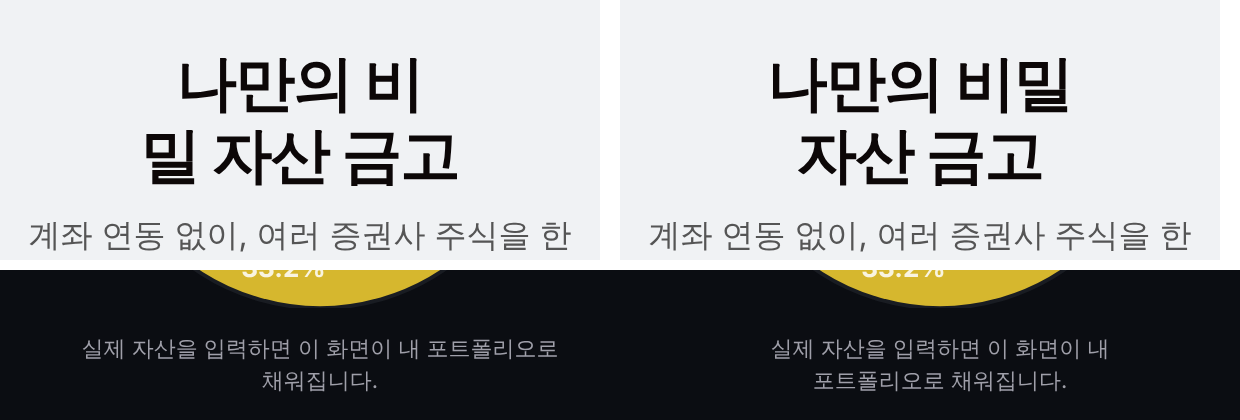 나만의 비
밀 자산 금고
계좌 연동 없이, 여러 증권사 주식을 한
나만의 비밀
자산 금고
계좌 연동 없이, 여러 증권사 주식을 한
33.2%
실제 자산을 입력하면 이 화면이 내 포트폴리오로
채워집니다.
33.2%
실제 자산을 입력하면 이 화면이 내
포트폴리오로 채워집니다.